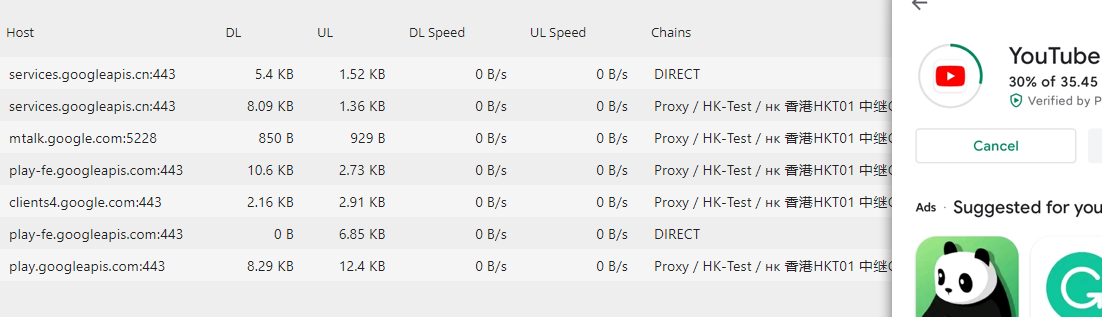 Host DL UL DL Speed UL Speed Chains
services.googleapis.cn:443 5.4 KB 1.52 KB 0 B/s 0 B/s DIRECT
services.googleapis.cn:443 8.09 KB 1.36 KB 0 B/s 0 B/s Proxy / HK-Test / нк 香港HKT01 中继
mtalk.google.com:5228 850 B 929 B 0 B/s 0 B/s Proxy / HK-Test / нк 香港HKT01 中继
play-fe.googleapis.com:443 10.6 KB 2.73 KB 0 B/s 0 B/s Proxy / HK-Test / нк 香港HKT01 中继
clients4.google.com:443 2.16 KB 2.91 KB 0 B/s 0 B/s Proxy / HK-Test / нк 香港HKT01 中继
play-fe.googleapis.com:443 0 B 6.85 KB 0 B/s 0 B/s DIRECT
play.googleapis.com:443 8.29 KB 12.4 KB 0 B/s 0 B/s Proxy / HK-Test / нк 香港HKT01 中继
YouTube
30% of 35.45
Verified by P
Cancel
Ads · Suggested for you